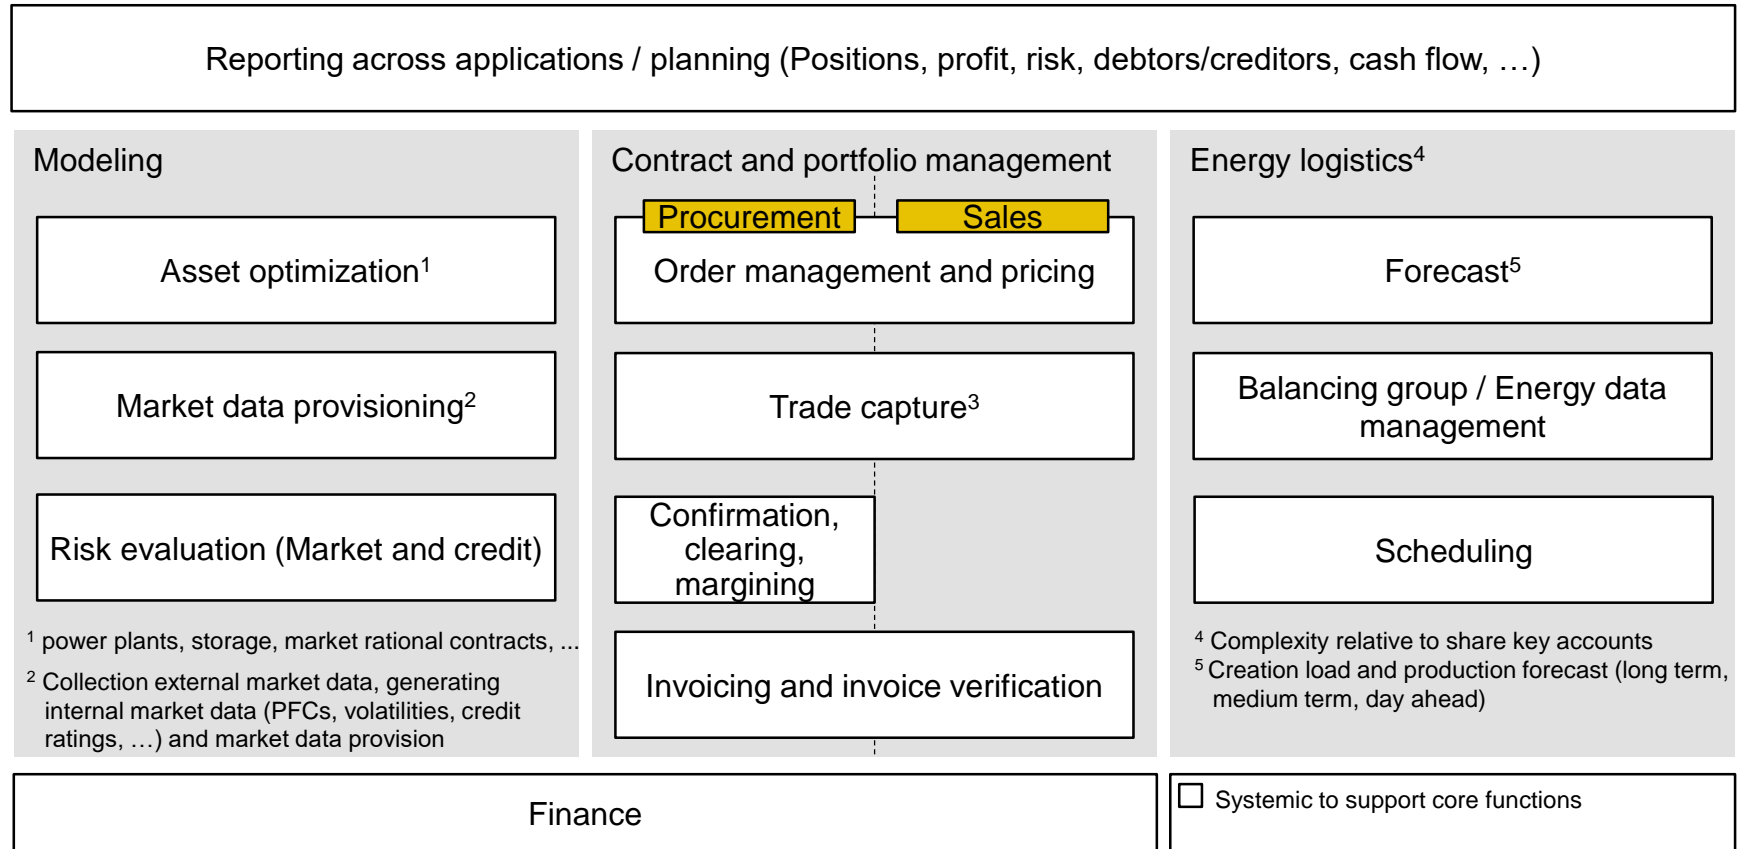 Reporting across applications / planning (Positions, profit, risk, debtors/creditors, cash flow, …)
Modeling
Asset optimization¹
Market data provisioning²
Risk evaluation (Market and credit)
¹ power plants, storage, market rational contracts, ...
² Collection external market data, generating
internal market data (PFCs, volatilities, credit
ratings, …) and market data provision
Contract and portfolio management
Procurement
Sales
Order management and pricing
Trade capture³
Confirmation,
clearing,
margining
Invoicing and invoice verification
Energy logistics⁴
Forecast⁵
Balancing group / Energy data
management
Scheduling
⁴ Complexity relative to share key accounts
⁵ Creation load and production forecast (long term,
medium term, day ahead)
Finance
Systemic to support core functions